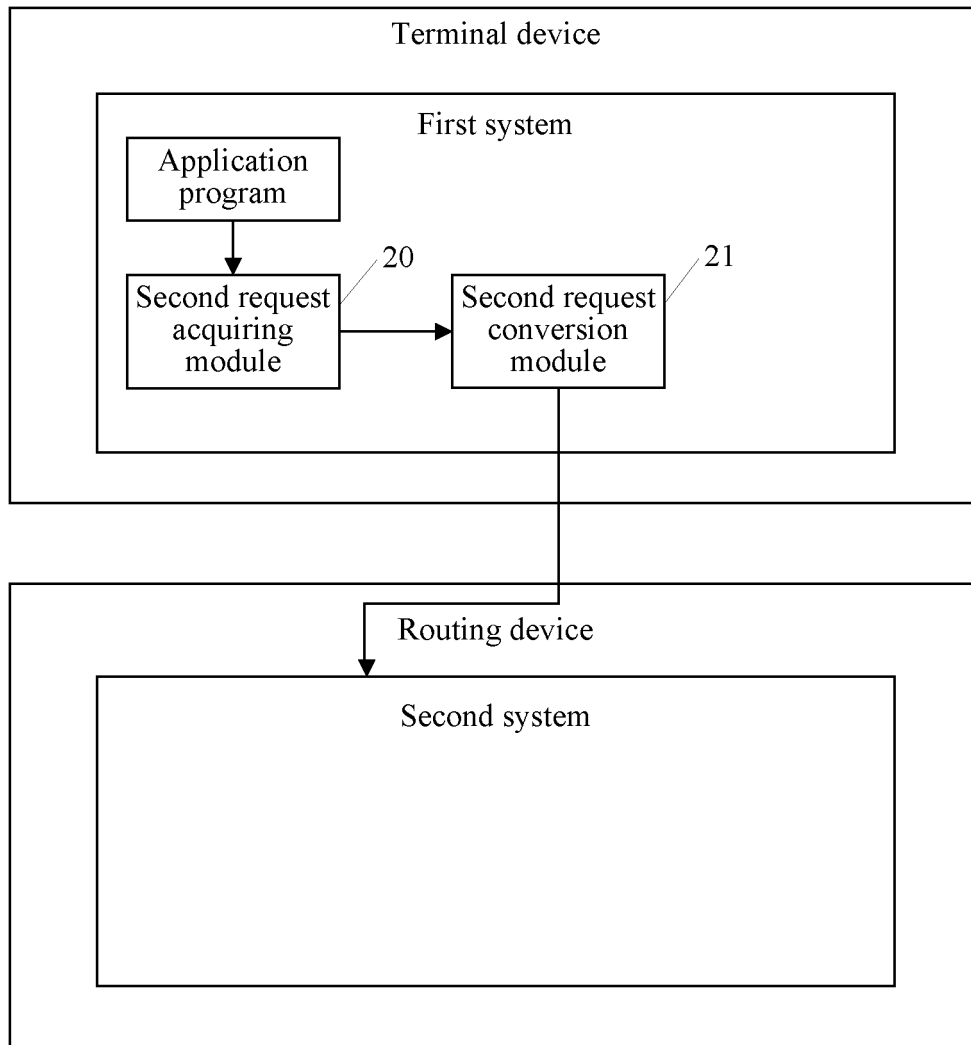 Terminal device
First system
Application
program
20
21
Second request
acquiring
module
Second request
conversion
module
Routing device
Second system